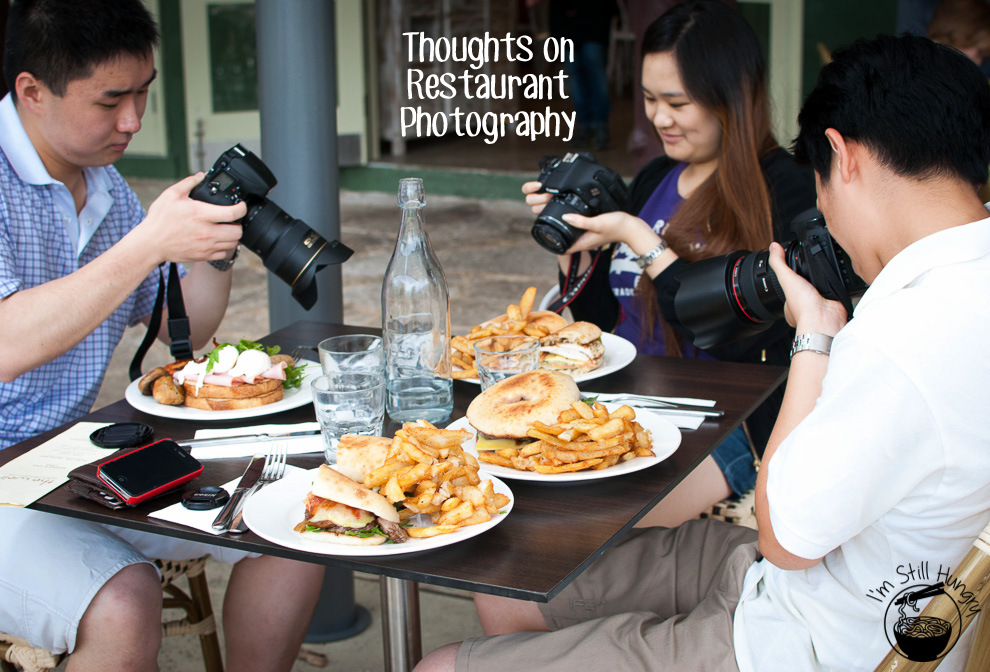 Thoughts on
Restaurant
Photography
I'm Still Hungry